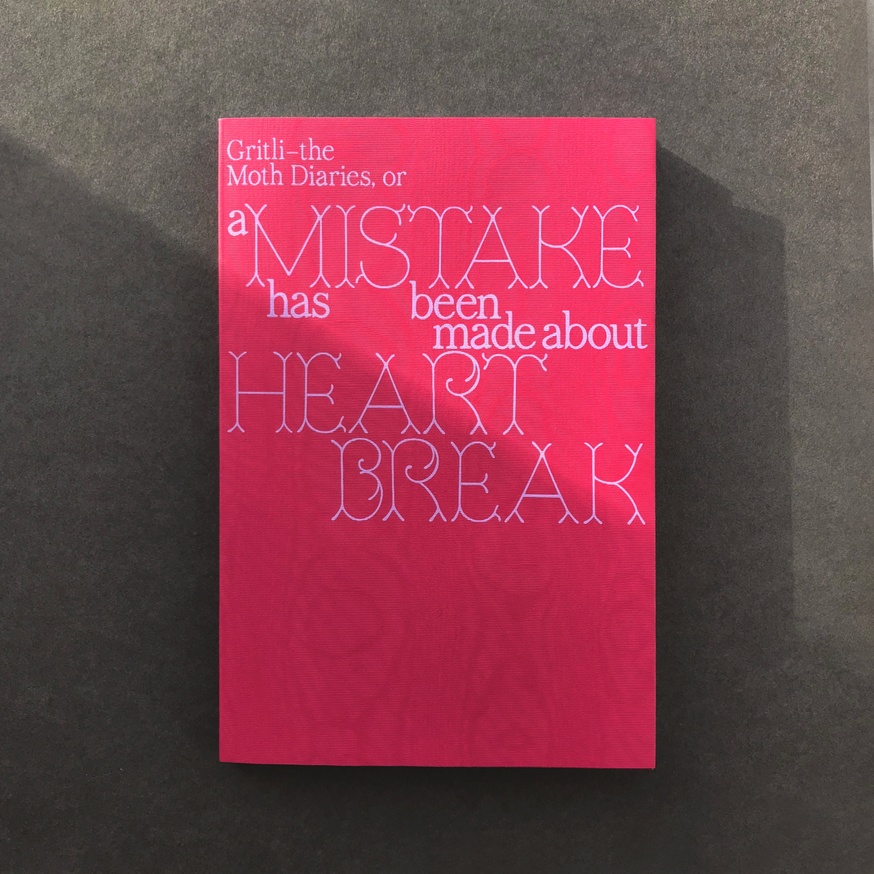 Gritli–the
Moth Diaries, or
a MISTAKE
has been
made about
HEART
BREAK